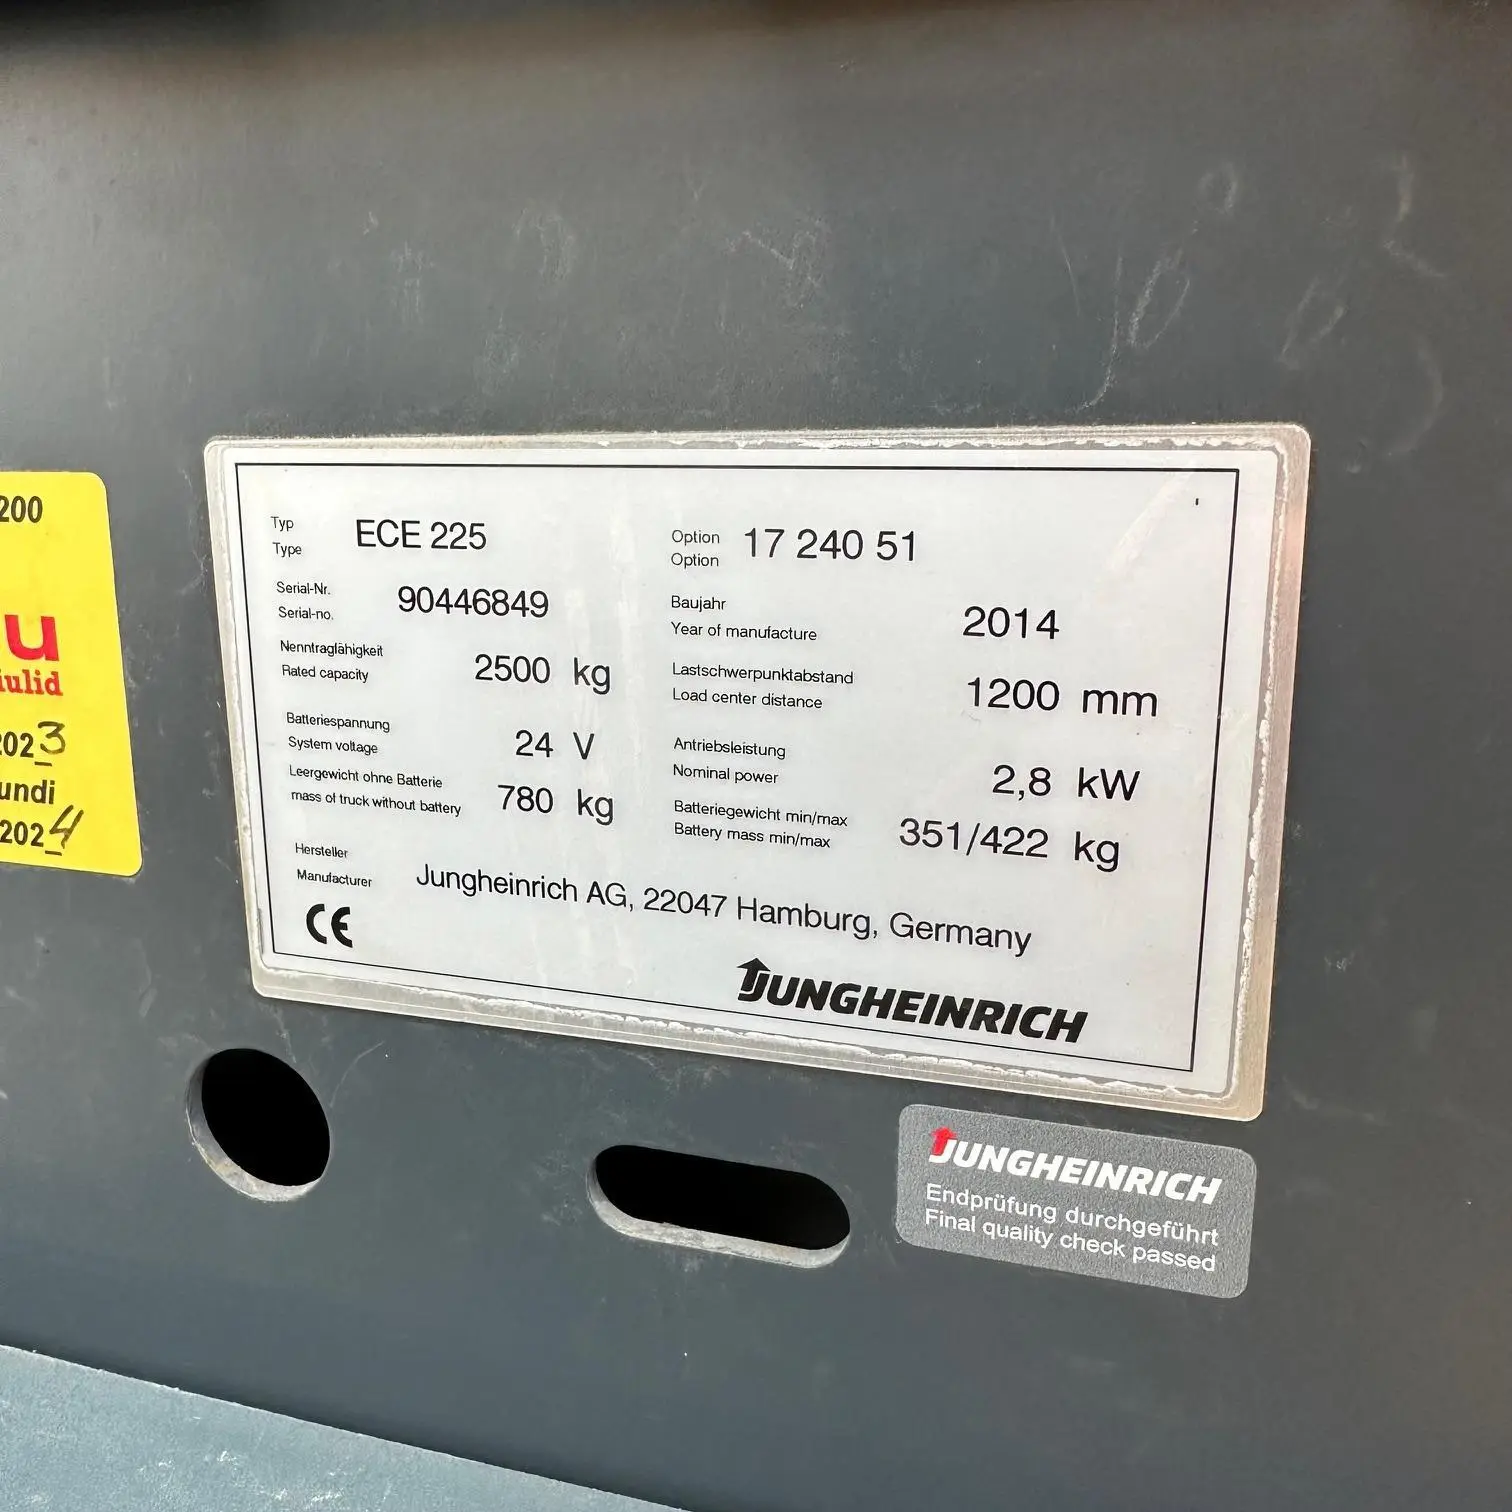 200
u
iulid
2023
undi
2024
Typ
Type
ECE 225
Option
Option
17 240 51
Serial-Nr.
Serial-no.
90446849
Baujahr
Year of manufacture
2014
Nenntraglähigkeit
Rated capacity
2500 kg
Lastschwerpunktabstand
Load center distance
1200 mm
Batteriespannung
System voltage
24 V
Antriebsleistung
Nominal power
2,8 kW
Leergewicht ohne Batterie
mass of truck without battery
780 kg
Batteriegewicht min/max
Battery mass min/max
351/422 kg
Hersteller
Manufacturer
Jungheinrich AG, 22047 Hamburg, Germany
CE
JUNGHEINRICH
JUNGHEINRICH
Endprüfung durchgeführt
Final quality check passed